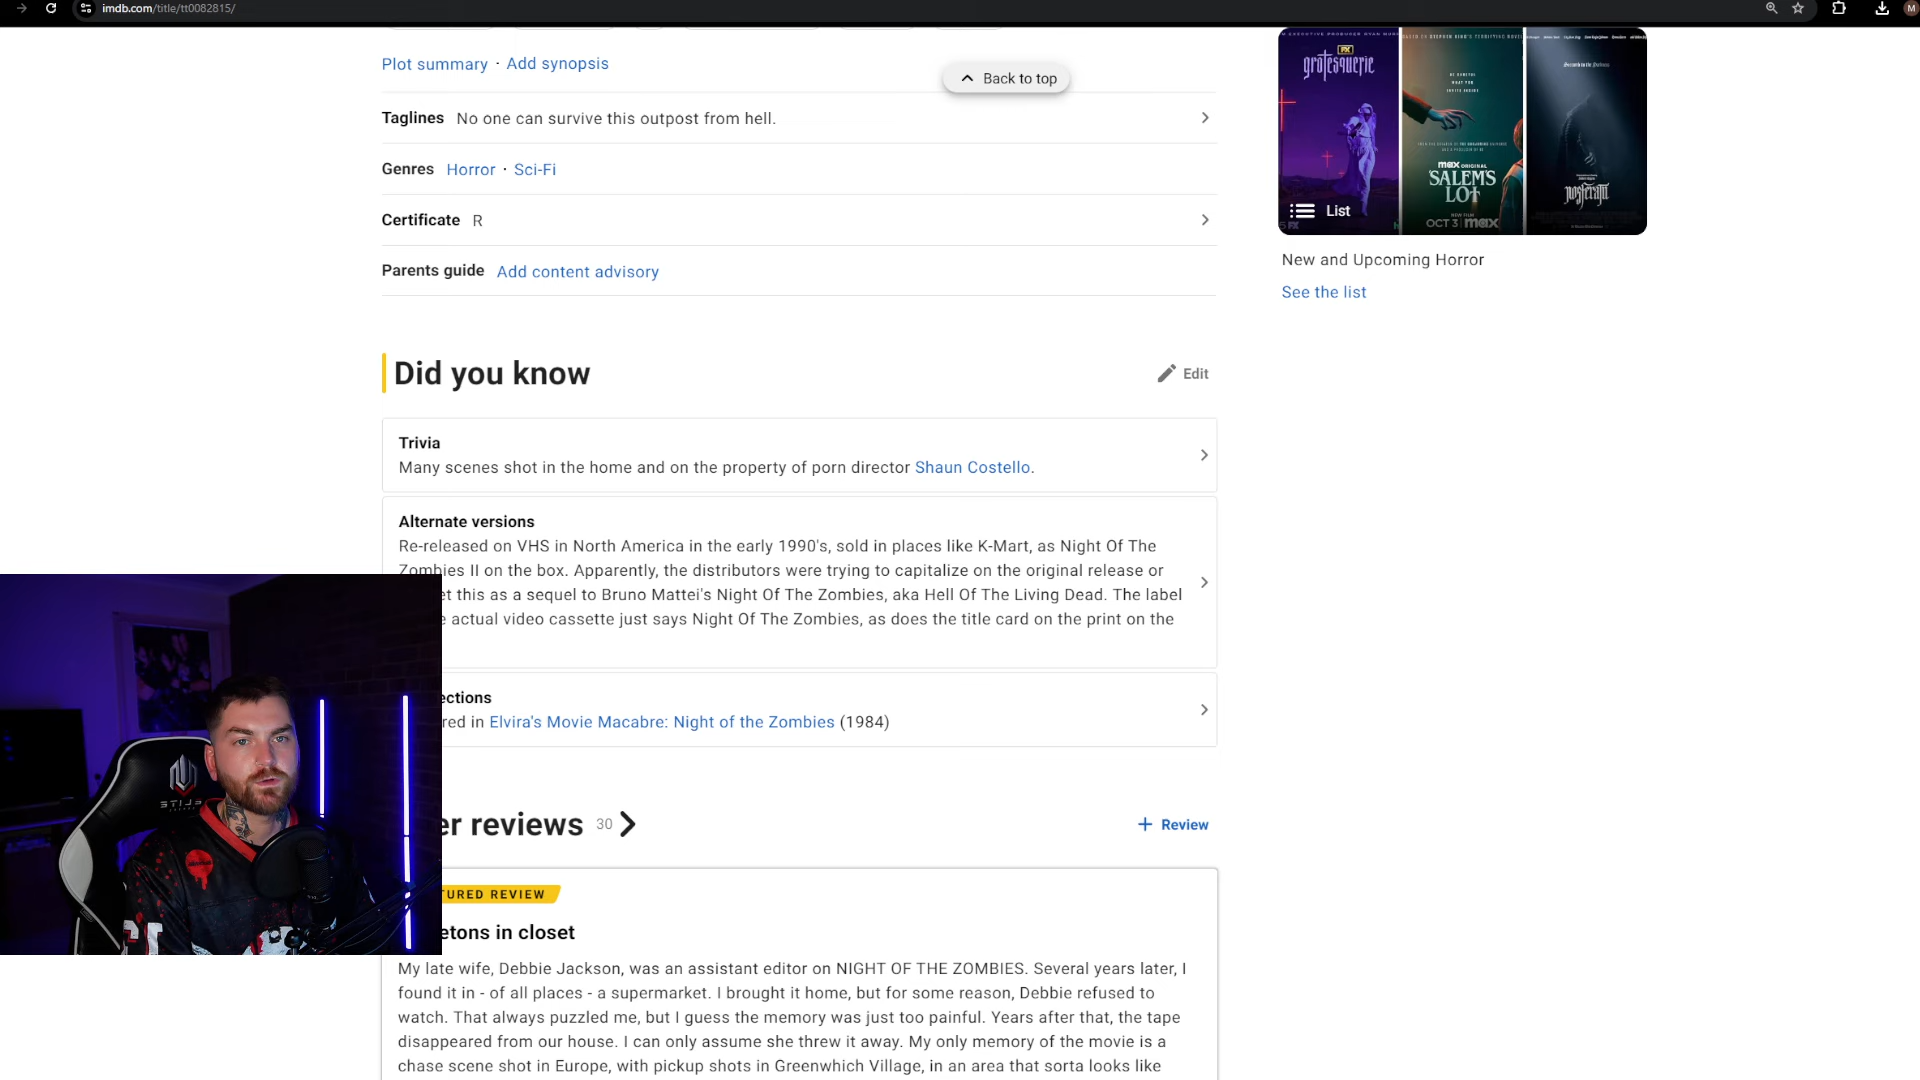 imdb.com/title/tt0082815/
M
Plot summary · Add synopsis
Back to top
Taglines No one can survive this outpost from hell.
Genres Horror · Sci-Fi
Certificate R
Parents guide Add content advisory
Did you know
Edit
Trivia
Many scenes shot in the home and on the property of porn director Shaun Costello.
Alternate versions
Re-released on VHS in North America in the early 1990's, sold in places like K-Mart, as Night Of The
Zombies II on the box. Apparently, the distributors were trying to capitalize on the original release or
et this as a sequel to Bruno Mattei's Night Of The Zombies, aka Hell Of The Living Dead. The label
e actual video cassette just says Night Of The Zombies, as does the title card on the print on the
ections
red in Elvira's Movie Macabre: Night of the Zombies (1984)
er reviews 30
+ Review
TURED REVIEW
etons in closet
My late wife, Debbie Jackson, was an assistant editor on NIGHT OF THE ZOMBIES. Several years later, I
found it in - of all places - a supermarket. I brought it home, but for some reason, Debbie refused to
watch. That always puzzled me, but I guess the memory was just too painful. Years after that, the tape
disappeared from our house. I can only assume she threw it away. My only memory of the movie is a
chase scene shot in Europe, with pickup shots in Greenwhich Village, in an area that sorta looks like
FX
grotesquerie
max ORIGINAL
SALEM'S
LOT
NEW FILM
OCT 3 max
nosferatu
List
New and Upcoming Horror
See the list